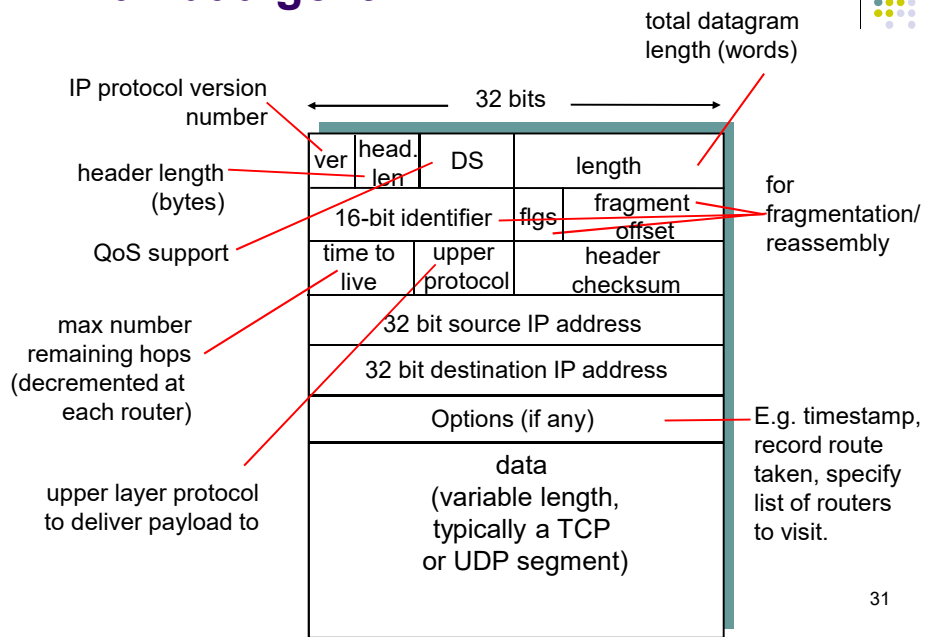 total datagram
length (words)
IP protocol version
number
32 bits
ver
head.
len
DS
length
header length
(bytes)
for
fragmentation/
reassembly
16-bit identifier
flgs
fragment
offset
QoS support
time to
live
upper
protocol
header
checksum
max number
remaining hops
(decremented at
each router)
32 bit source IP address
32 bit destination IP address
Options (if any)
E.g. timestamp,
record route
taken, specify
list of routers
to visit.
upper layer protocol
to deliver payload to
data
(variable length,
typically a TCP
or UDP segment)
31